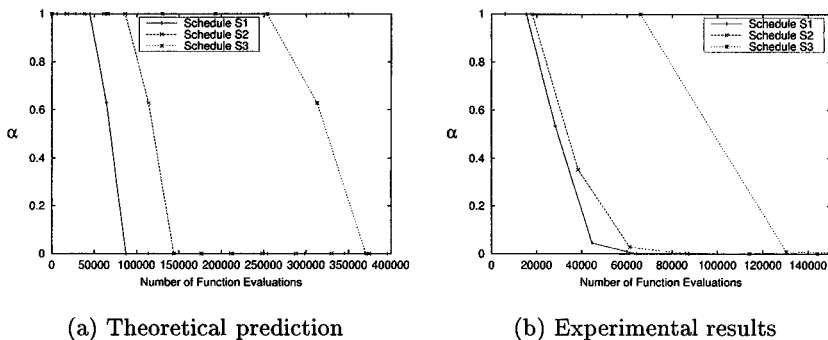 Schedule S1
Schedule S2
Schedule S3
1
0.8
0.6
α
0.4
0.2
0
0 50000 100000 150000 200000 250000 300000 350000 400000
Number of Function Evaluations
(a) Theoretical prediction
Schedule S1
Schedule S2
Schedule S3
1
0.8
0.6
α
0.4
0.2
0
0 20000 40000 60000 80000 100000 120000 140000
Number of Function Evaluations
(b) Experimental results